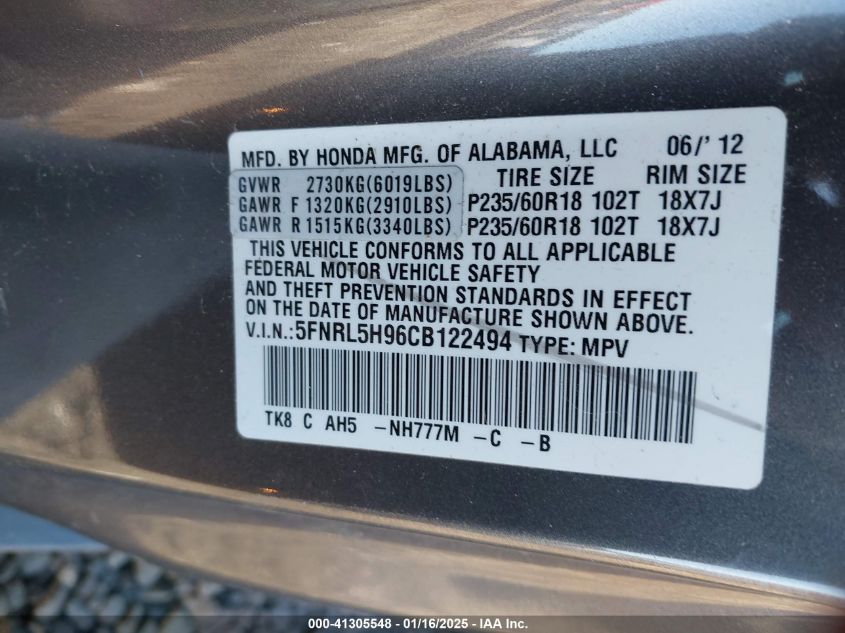 MFD. BY HONDA MFG. OF ALABAMA, LLC 06/' 12
GVWR 2730KG(6019LBS) TIRE SIZE RIM SIZE
GAWR F 1320KG(2910LBS) P235/60R18 102T 18X7J
GAWR R 1515KG(3340LBS) P235/60R18 102T 18X7J
THIS VEHICLE CONFORMS TO ALL APPLICABLE
FEDERAL MOTOR VEHICLE SAFETY
AND THEFT PREVENTION STANDARDS IN EFFECT
ON THE DATE OF MANUFACTURE SHOWN ABOVE.
V.I.N.:5FNRL5H96CB122494 TYPE: MPV
TK8 C AH5 -NH777M -C -B
000-41305548 - 01/16/2025 - © IAA Inc.